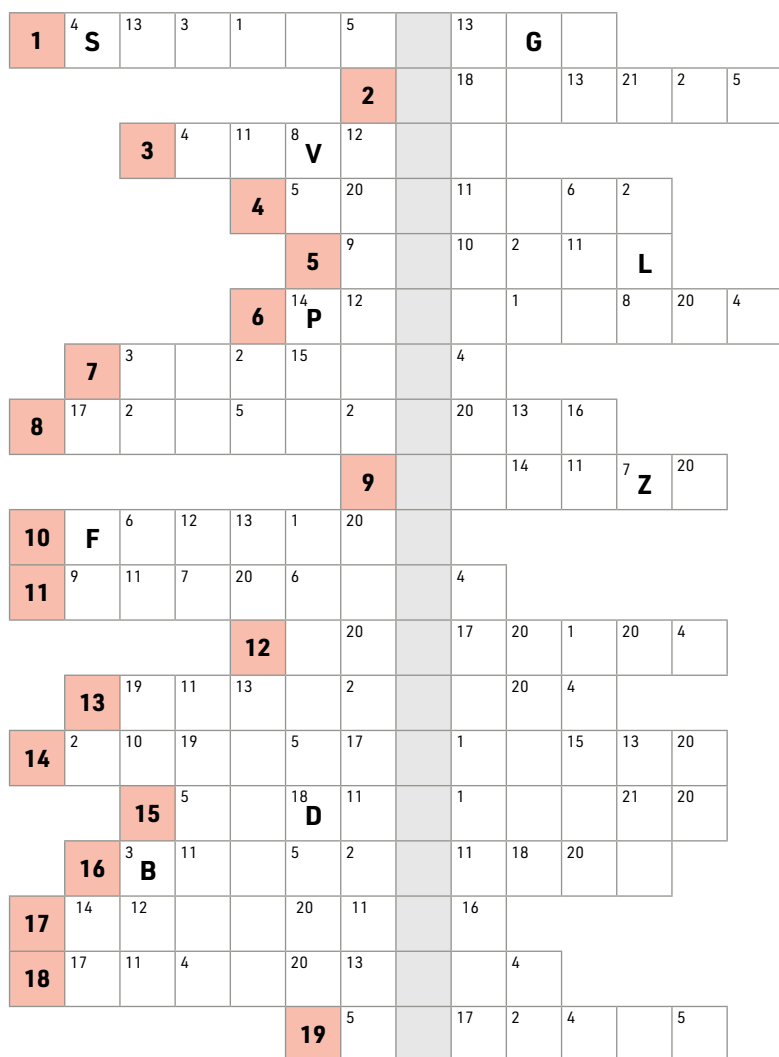 1 4 S 13 3 1 5 13 G
2 18 13 21 2 5
3 4 11 8 V 12
4 5 20 11 6 2
5 9 10 2 11 L
6 14 P 12 1 8 20 4
7 3 2 15 4
8 17 2 5 2 20 13 16
9 14 11 7 Z 20
10 F 6 12 13 1 20
11 9 11 7 20 6 4
12 20 17 20 1 20 4
13 19 11 13 2 20 4
14 2 10 19 5 17 1 15 13 20
15 5 18 D 11 1 21 20
16 3 B 11 5 2 11 18 20
17 14 12 20 11 16
18 17 11 4 20 13 4
19 5 17 2 4 5